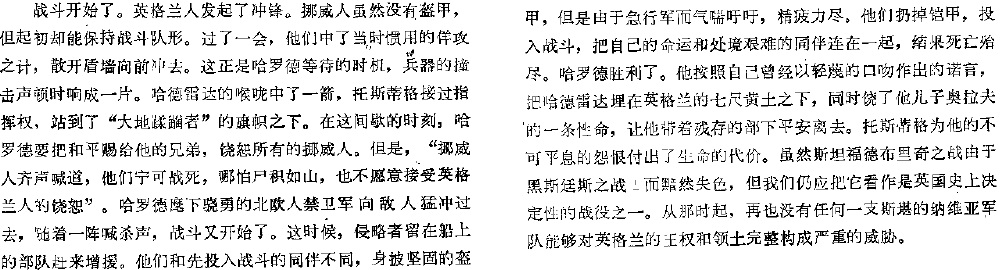 战斗开始了。英格兰人发起了冲锋。挪威人虽然没有盔甲，
但起初却能保持战斗队形。过了一会，他们中了当时惯用的佯攻
之计，散开盾墙向前冲去。这正是哈罗德等待的时机，兵器的撞
击声顿时响成一片。哈德雷达的喉咙中了一箭，托斯蒂格接过指
挥权，站到了“大地蹂躏者”的旗帜之下。在这间歇的时刻，哈
罗德要把和平赐给他的兄弟，饶恕所有的挪威人。但是，“挪威
人齐声喊道，他们宁可战死，哪怕尸积如山，也不愿意接受英格
兰人的饶恕”。哈罗德麾下骁勇的北欧人禁卫军向敌人猛冲过
去，随着一阵喊杀声，战斗又开始了。这时候，侵略者留在船上
的部队赶来增援。他们和先投入战斗的同伴不同，身披坚固的盔
甲，但是由于急行军而气喘吁吁，精疲力尽。他们扔掉铠甲，投
入战斗，把自己的命运和处境艰难的同伴连在一起，结果死亡殆
尽。哈罗德胜利了。他按照自己曾经以轻蔑的口吻作出的诺言，
把哈德雷达埋在英格兰的七尺黄土之下，同时饶了他儿子奥拉夫
的一条性命，让他带着残存的部下平安离去。托斯蒂格为他的不
可平息的怨恨付出了生命的代价。虽然斯坦福德布里奇之战由于
黑斯廷斯之战 而黯然失色，但我们仍应把它看作是英国史上决
定性的战役之一。从那时起，再也没有任何一支斯堪的纳维亚军
队能够对英格兰的王权和领土完整构成严重的威胁。